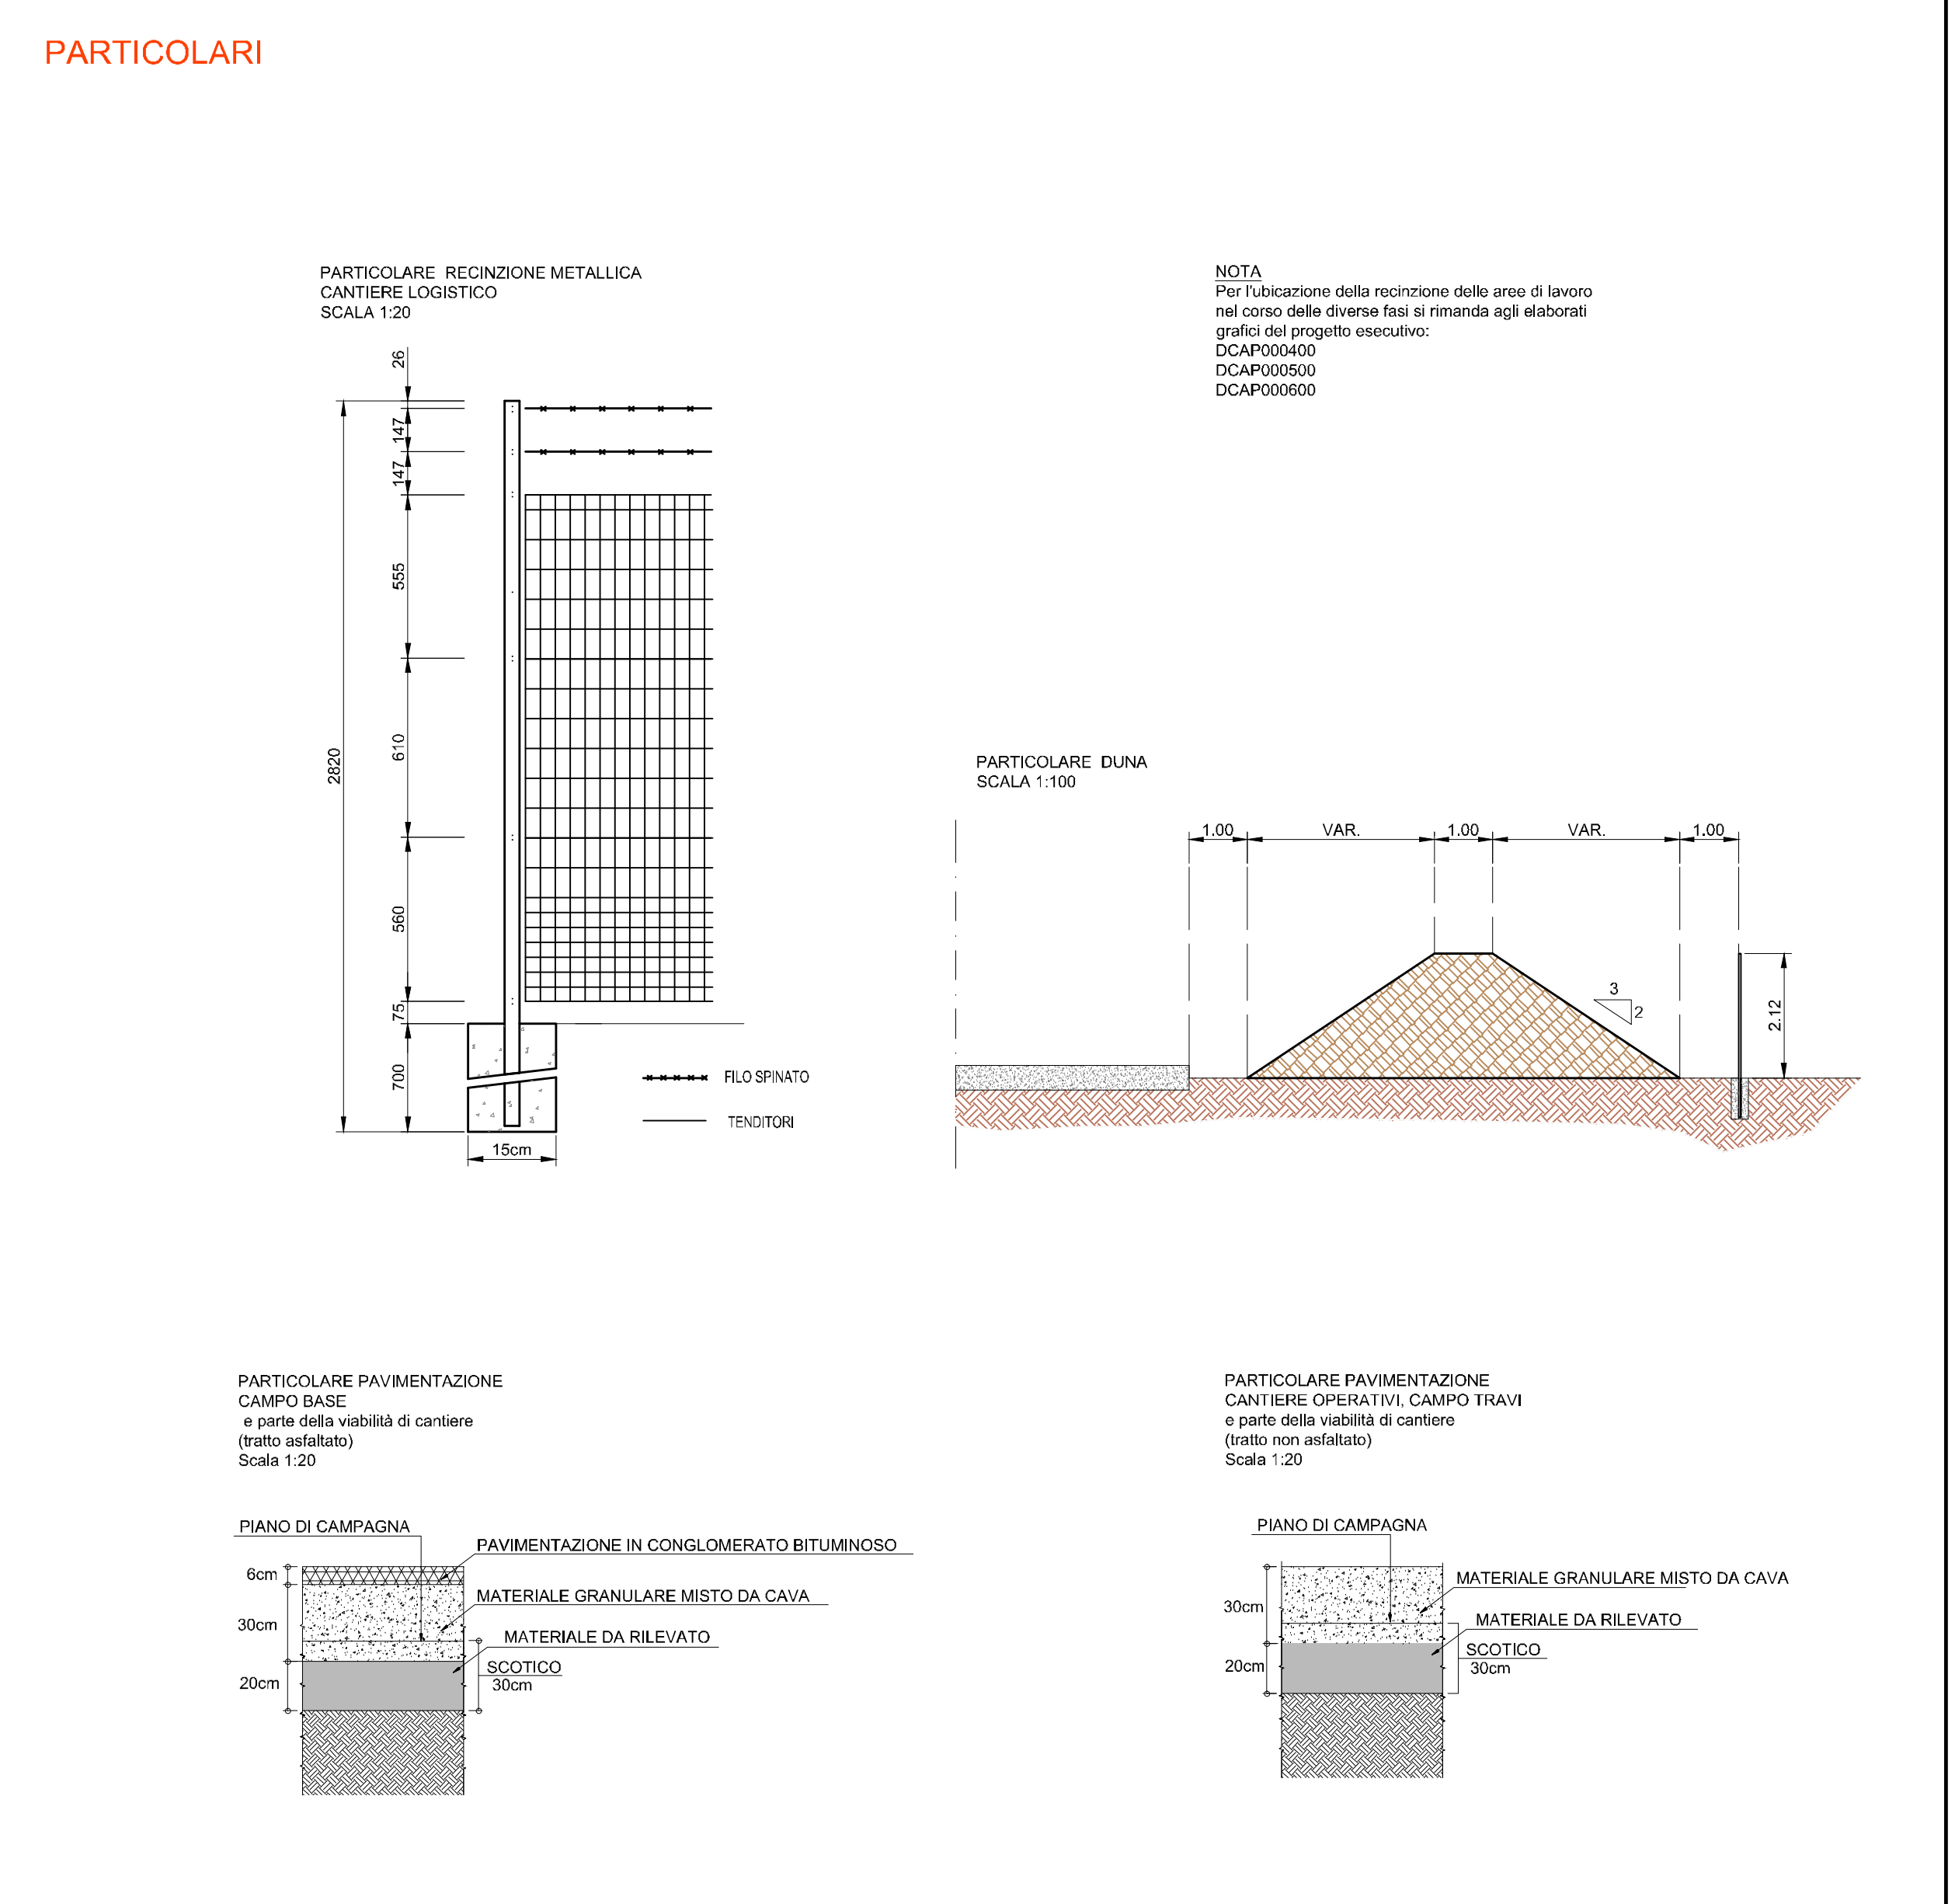 PARTICOLARI
PARTICOLARE RECINZIONE METALLICA
CANTIERE LOGISTICO
SCALA 1:20
26
147
147
555
610
2820
560
75
700
15cm
FILO SPINATO
TENDITORI
NOTA
Per l'ubicazione della recinzione delle aree di lavoro
nel corso delle diverse fasi si rimanda agli elaborati
grafici del progetto esecutivo:
DCAP000400
DCAP000500
DCAP000600
PARTICOLARE DUNA
SCALA 1:100
1.00 VAR. 1.00 VAR. 1.00
3
2
2.12
PARTICOLARE PAVIMENTAZIONE
CAMPO BASE
e parte della viabilità di cantiere
(tratto asfaltato)
Scala 1:20
PIANO DI CAMPAGNA
PAVIMENTAZIONE IN CONGLOMERATO BITUMINOSO
6cm
MATERIALE GRANULARE MISTO DA CAVA
30cm
MATERIALE DA RILEVATO
SCOTICO
30cm
20cm
PARTICOLARE PAVIMENTAZIONE
CANTIERE OPERATIVI, CAMPO TRAVI
e parte della viabilità di cantiere
(tratto non asfaltato)
Scala 1:20
PIANO DI CAMPAGNA
MATERIALE GRANULARE MISTO DA CAVA
30cm
MATERIALE DA RILEVATO
SCOTICO
30cm
20cm